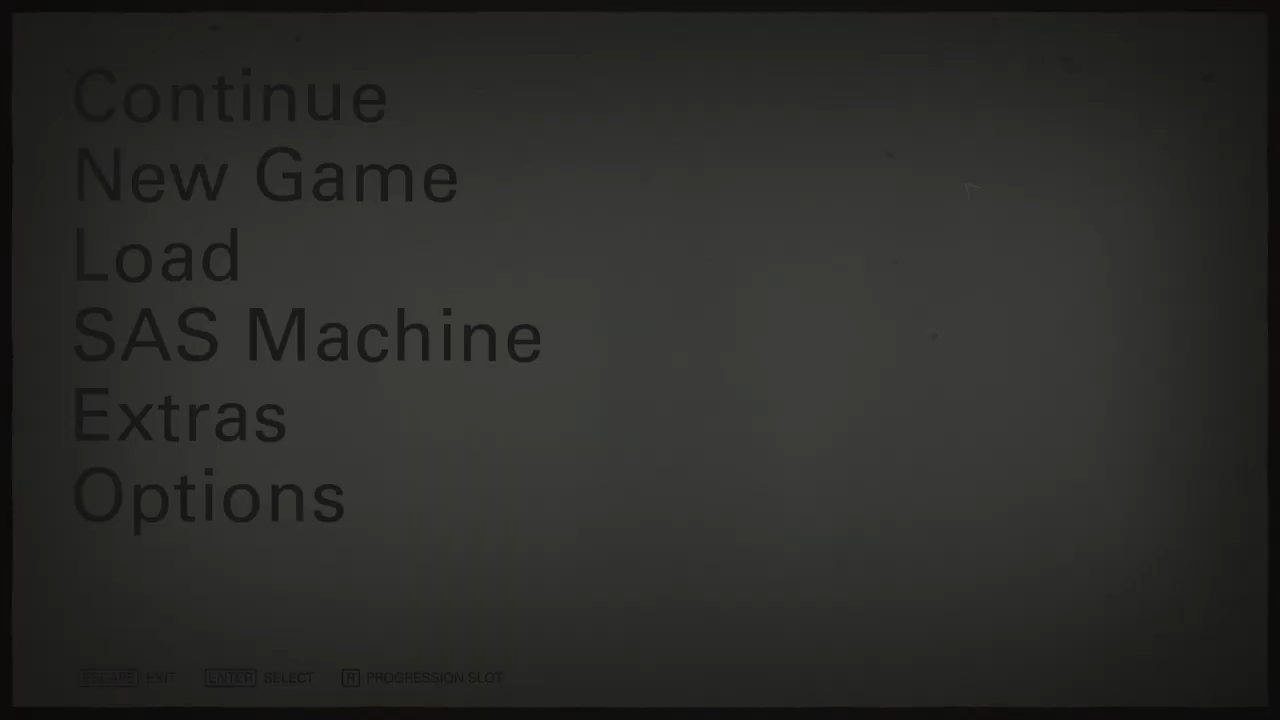 Continue
New Game
Load
SAS Machine
Extras
Options
ESCAPE EXIT ENTER SELECT R PROGRESSION SLOT